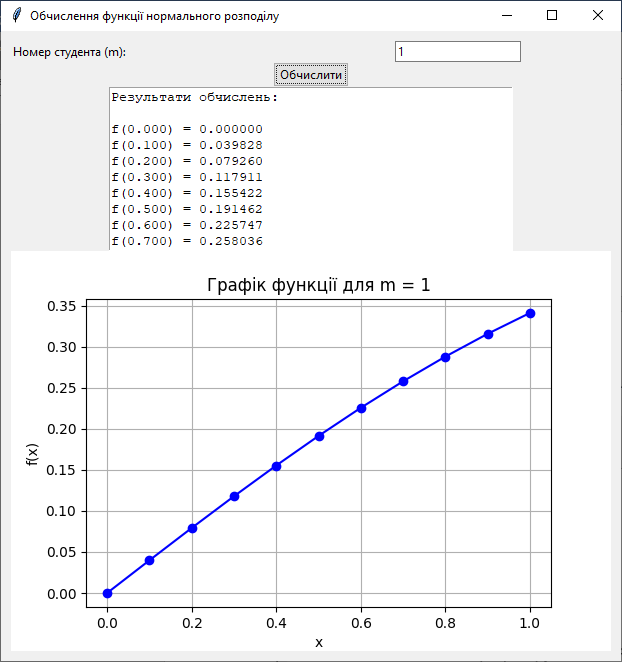 Обчислення функції нормального розподілу
Номер студента (m):
1
Обчислити
Результати обчислень:
f(0.000) = 0.000000
f(0.100) = 0.039828
f(0.200) = 0.079260
f(0.300) = 0.117911
f(0.400) = 0.155422
f(0.500) = 0.191462
f(0.600) = 0.225747
f(0.700) = 0.258036
Графік функції для m = 1
0.35
0.30
0.25
0.20
0.15
0.10
0.05
0.00
f(x)
0.0 0.2 0.4 0.6 0.8 1.0
x